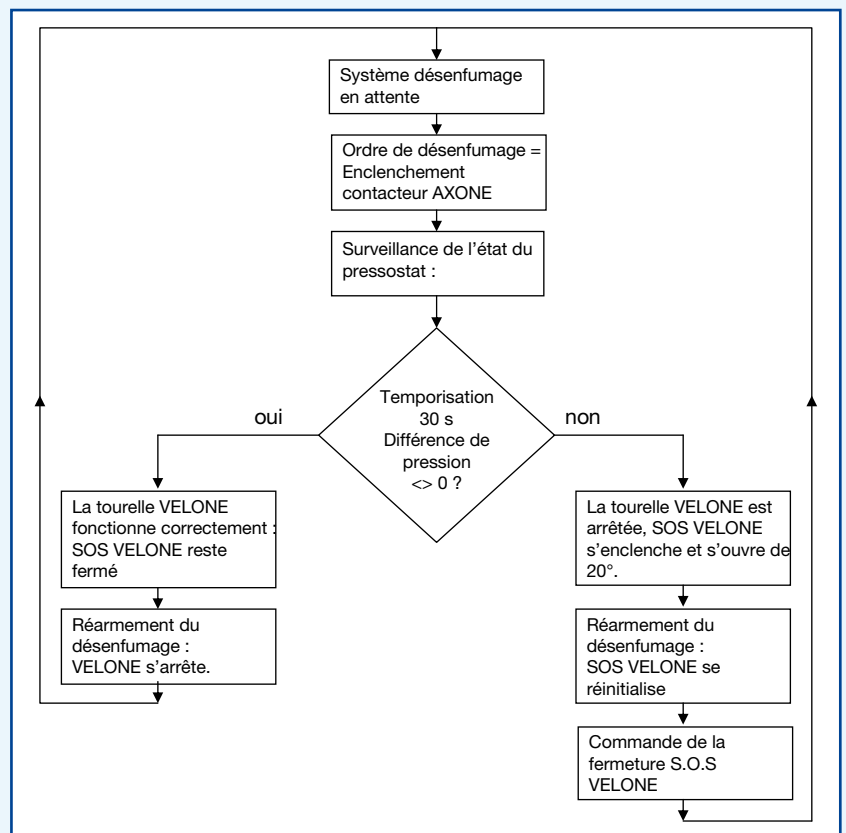 Système désenfumage
en attente
Ordre de désenfumage =
Enclenchement
contacteur AXONE
Surveillance de l'état du
pressostat :
Temporisation
30 s
Différence de
pression
<> 0 ?
oui
non
La tourelle VELONE
fonctionne correctement :
SOS VELONE reste
fermé
Réarmement du
désenfumage :
VELONE s'arrête.
La tourelle VELONE est
arrêtée, SOS VELONE
s'enclenche et s'ouvre de
20°.
Réarmement du
désenfumage :
SOS VELONE se
réinitialise
Commande de la
fermeture S.O.S
VELONE